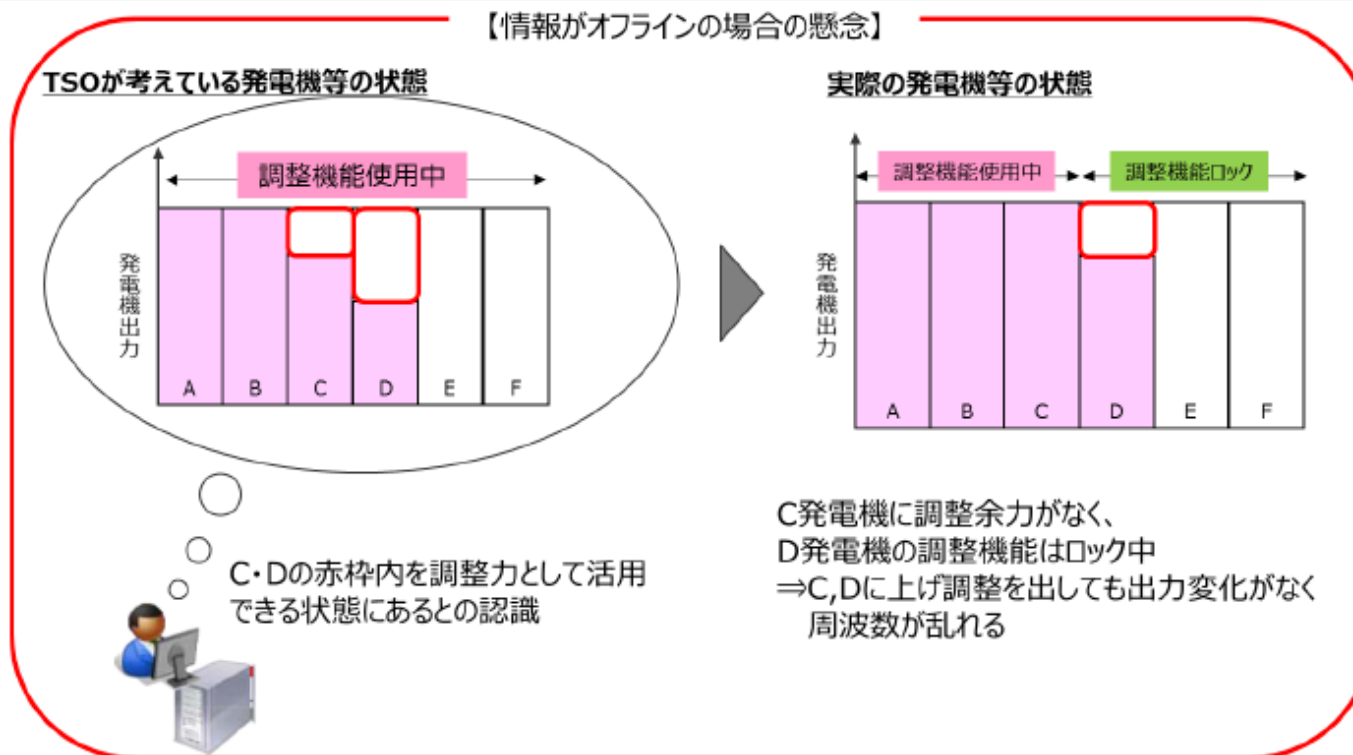 【情報がオフラインの場合の懸念】
TSOが考えている発電機等の状態
調整機能使用中
発電機出力
A B C D E F
C・Dの赤枠内を調整力として活用
できる状態にあるとの認識
実際の発電機等の状態
調整機能使用中 調整機能ロック
発電機出力
A B C D E F
C発電機に調整余力がなく、
D発電機の調整機能はロック中
⇒C,Dに上げ調整を出しても出力変化がなく
周波数が乱れる